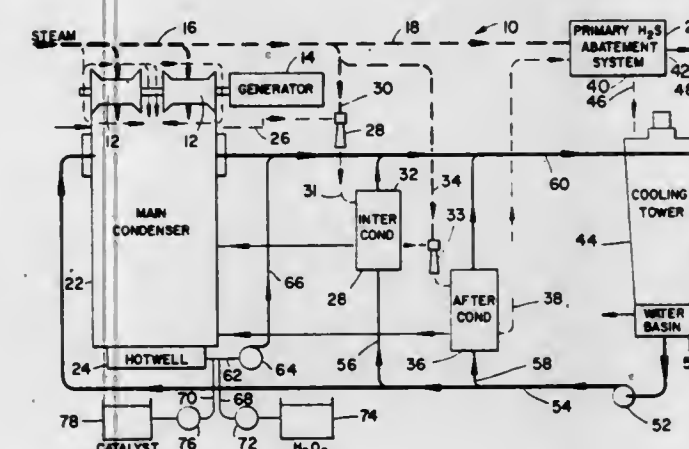 STEAM
16
18
10
PRIMARY H2S
ABATEMENT
SYSTEM
42
40
46
48
14
GENERATOR
30
28
26
12
12
60
31
32
34
33
INTER
COND
COOLING
TOWER
MAIN
CONDENSER
44
22
66
28
AFTER
COND
38
WATER
BASIN
24
HOTWELL
62
64
56
36
58
54
52
70
68
78
76
72
74
CATALYST
H2O2